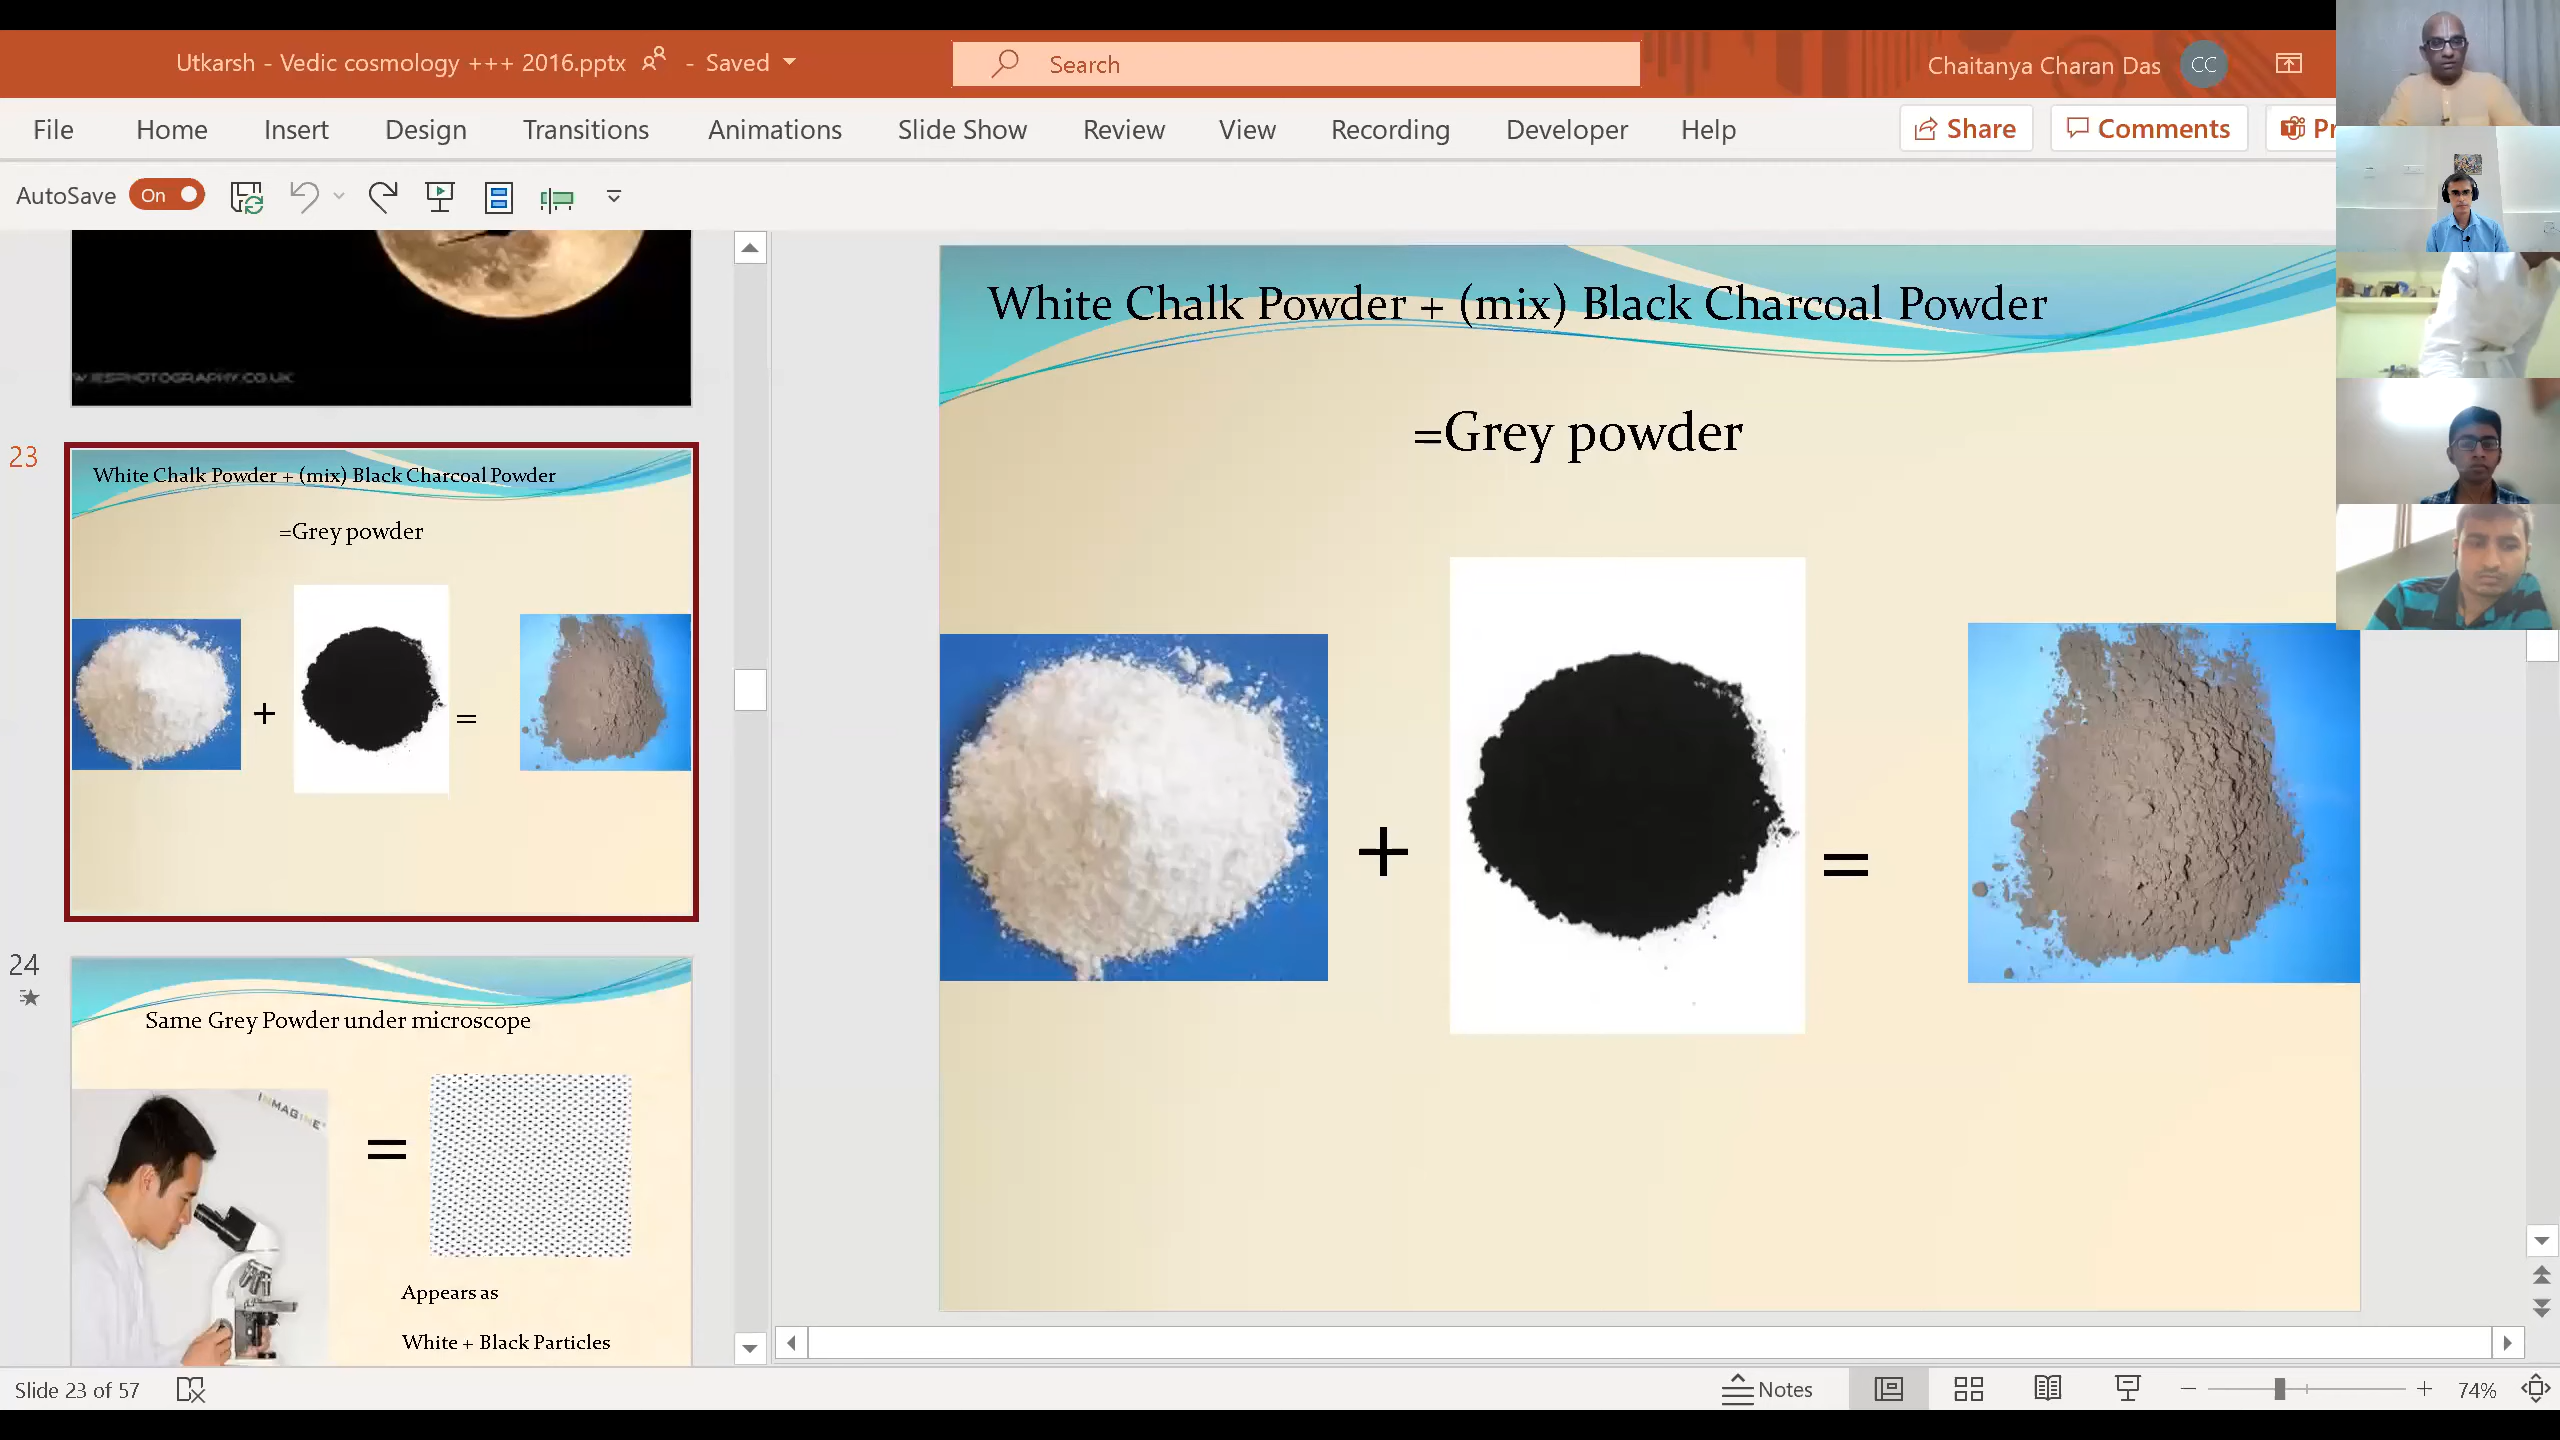 Utkarsh - Vedic cosmology +++ 2016.pptx - Saved
Search
Chaitanya Charan Das CC
File Home Insert Design Transitions Animations Slide Show Review View Recording Developer Help Share Comments
AutoSave On
23
White Chalk Powder + (mix) Black Charcoal Powder
=Grey powder
+ =
24
Same Grey Powder under microscope
INMAGINE
=
Appears as
White + Black Particles
White Chalk Powder + (mix) Black Charcoal Powder
=Grey powder
+ =
Slide 23 of 57 Notes 74%